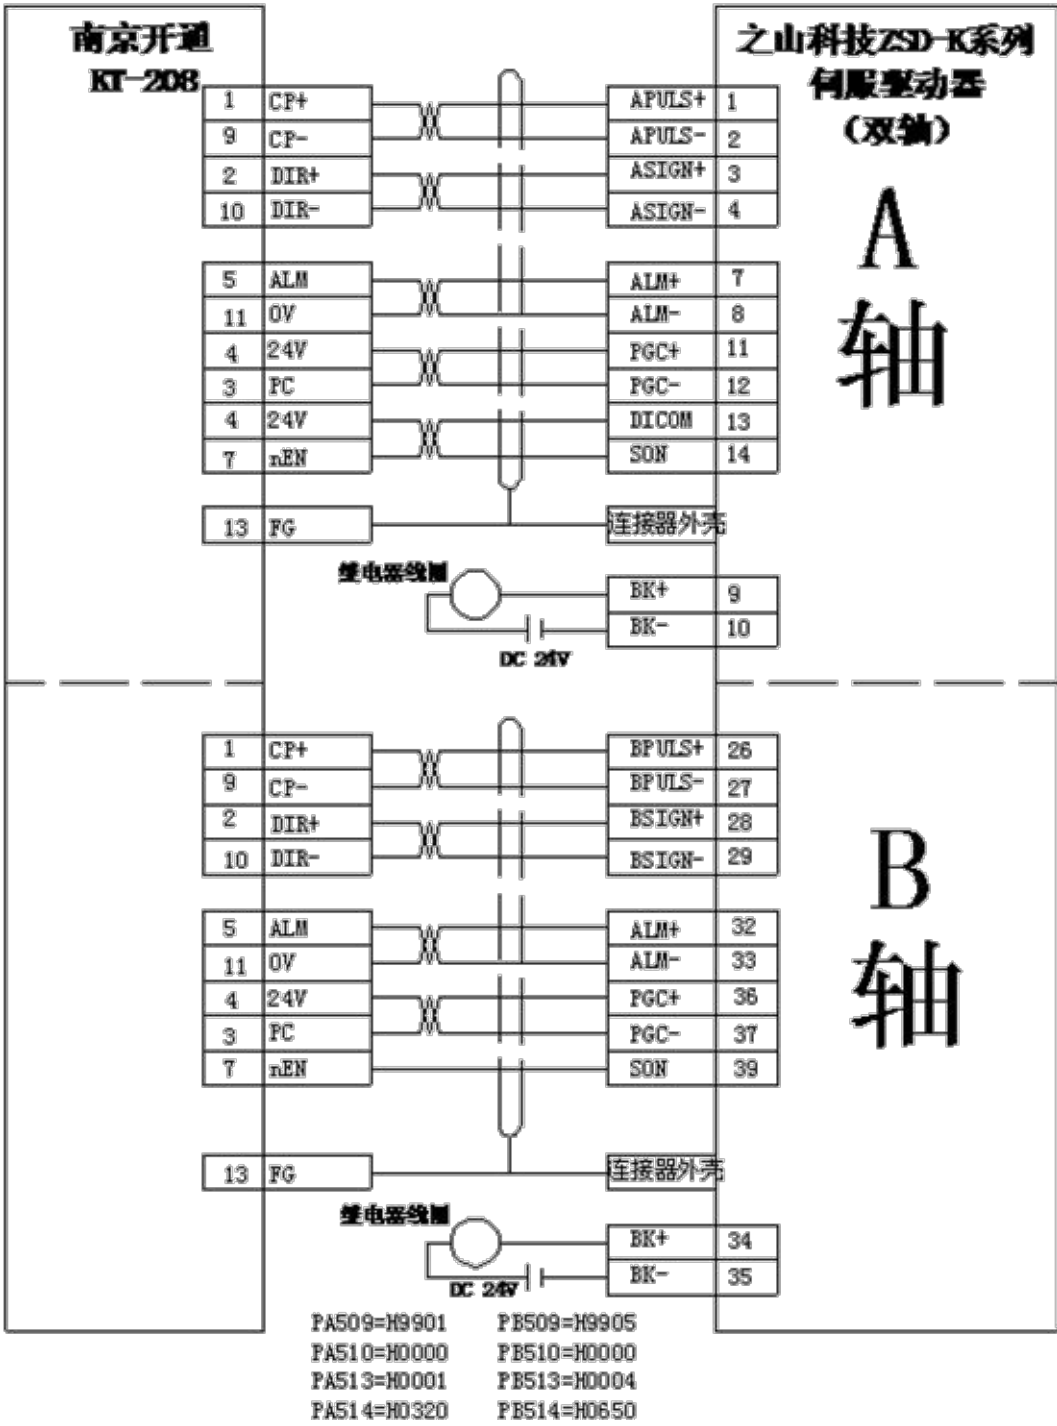 南京开通
KT-208
之山科技ZSD-K系列
伺服驱动器
（双轴）
1 CP+ APULS+ 1
9 CP- APULS- 2
2 DIR+ ASIGN+ 3
10 DIR- ASIGN- 4
A
轴
5 ALM ALM+ 7
11 0V ALM- 8
4 24V PGC+ 11
3 PC PGC- 12
4 24V DICOM 13
7 nEN SON 14
13 FG 连接器外壳
继电器线圈
BK+ 9
BK- 10
DC 24V
1 CP+ BPULS+ 26
9 CP- BPULS- 27
2 DIR+ BSIGN+ 28
10 DIR- BSIGN- 29
B
轴
5 ALM ALM+ 32
11 0V ALM- 33
4 24V PGC+ 36
3 PC PGC- 37
7 nEN SON 39
13 FG 连接器外壳
继电器线圈
BK+ 34
BK- 35
DC 24V
PA509=H9901 PB509=H9905
PA510=H0000 PB510=H0000
PA513=H0001 PB513=H0004
PA514=H0320 PB514=H0650